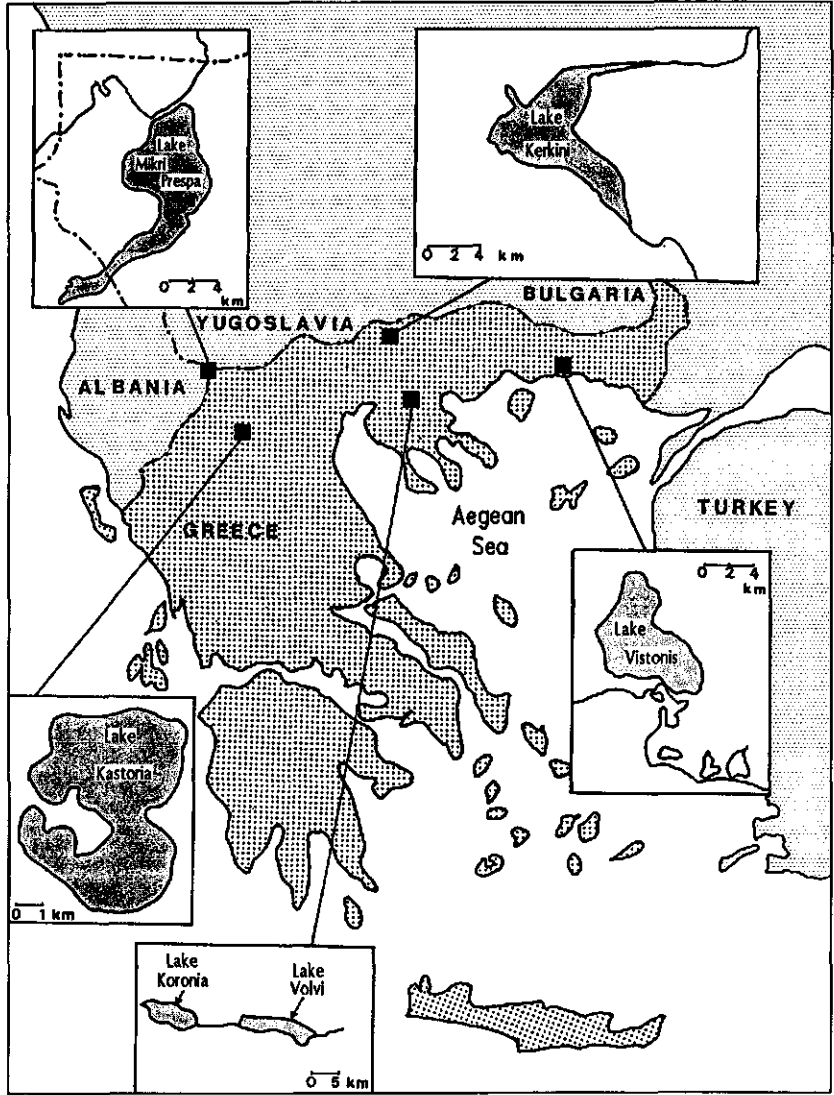 Lake
Mikri
Prespa
0 2 4
km
Lake
Kerkini
0 2 4 km
YUGOSLAVIA
BULGARIA
ALBANIA
GREECE
Aegean
Sea
TURKEY
0 2 4
km
Lake
Vistonis
Lake
Kastoria
0 1 km
Lake
Koronia
Lake
Volvi
0 5 km